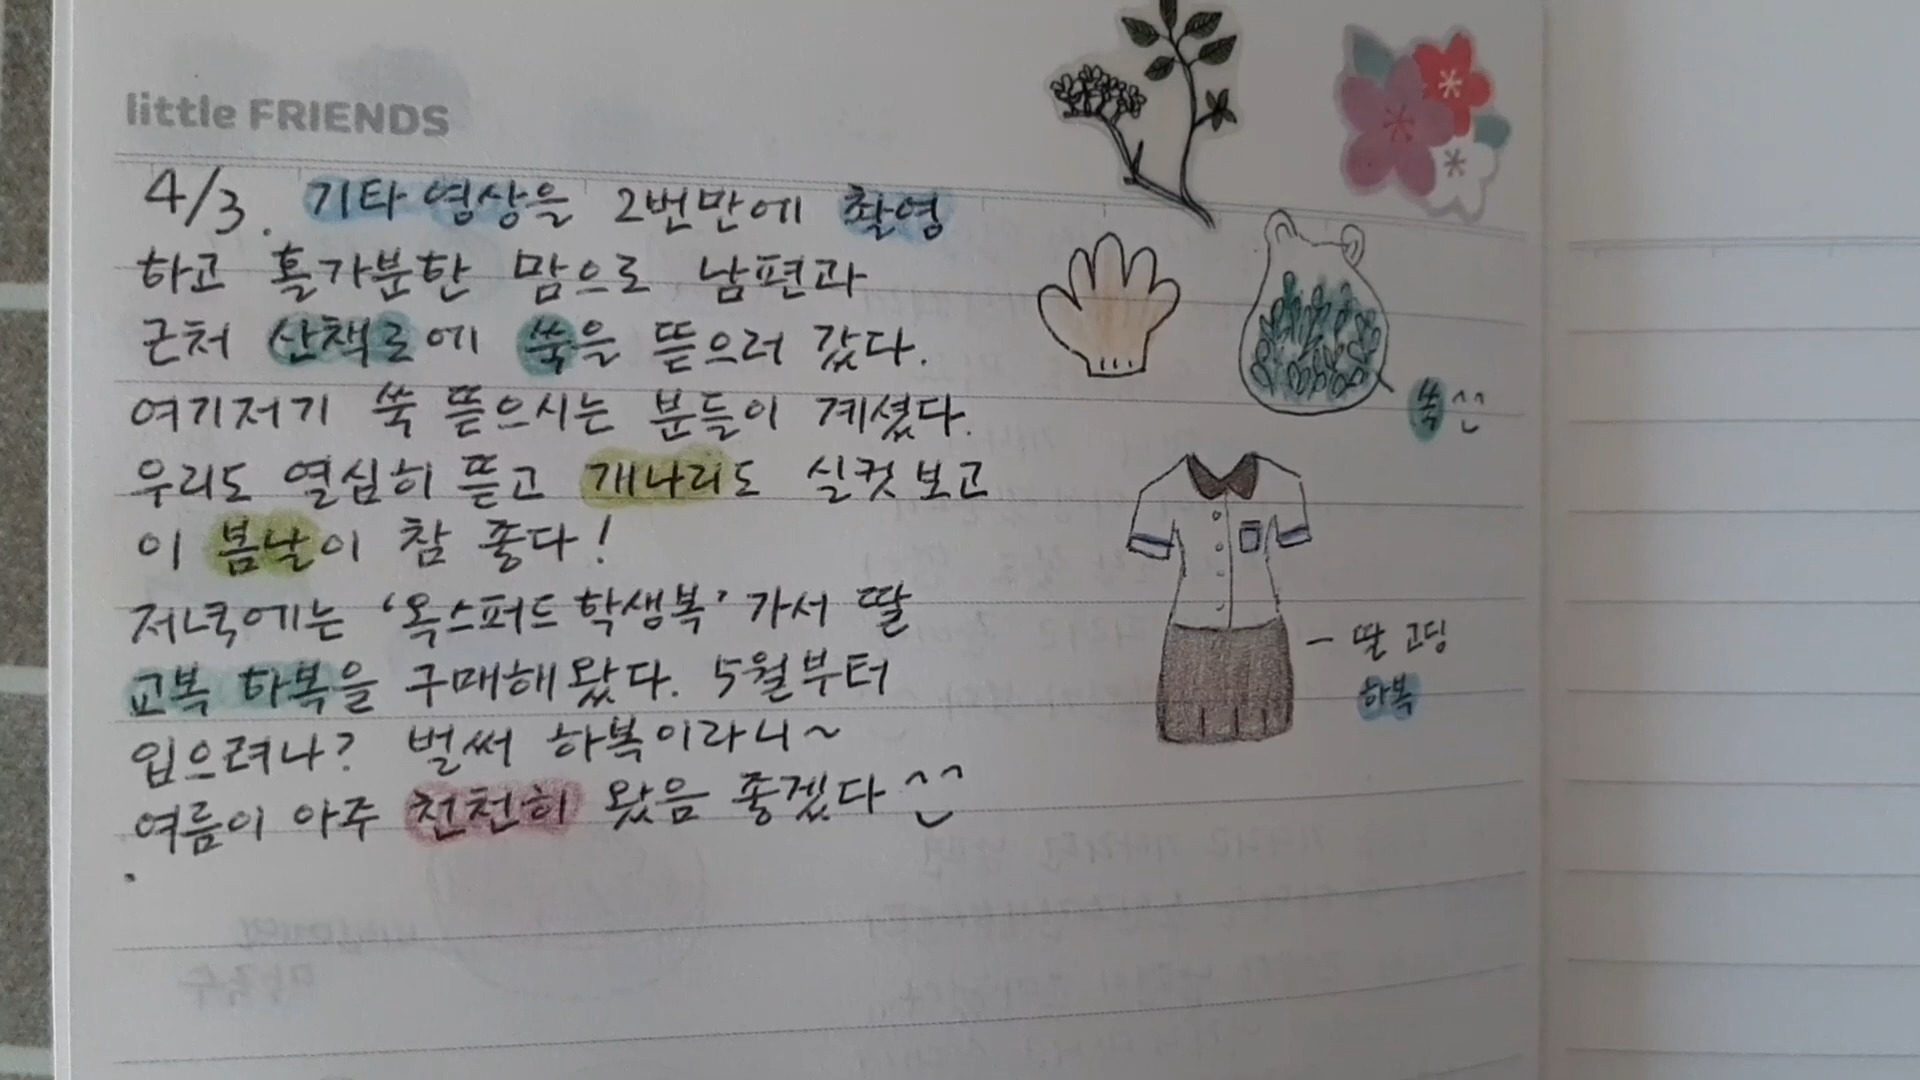 little FRIENDS
4/3. 기타 영상을 2번만에 촬영
하고 홀가분한 맘으로 남편과
근처 산책로에 쑥을 뜯으러 갔다.
여기저기 쑥 뜯으시는 분들이 계셨다.
우리도 열심히 뜯고 개나리도 실컷 보고
이 봄날이 참 좋다!
저녁에는 '옥스퍼드 학생복' 가서 딸
교복 하복을 구매해 왔다. 5월부터
입으려나? 벌써 하복이라니~
여름이 아주 천천히 왔음 좋겠다 ^^
쑥 ^^
- 딸 고딩
하복